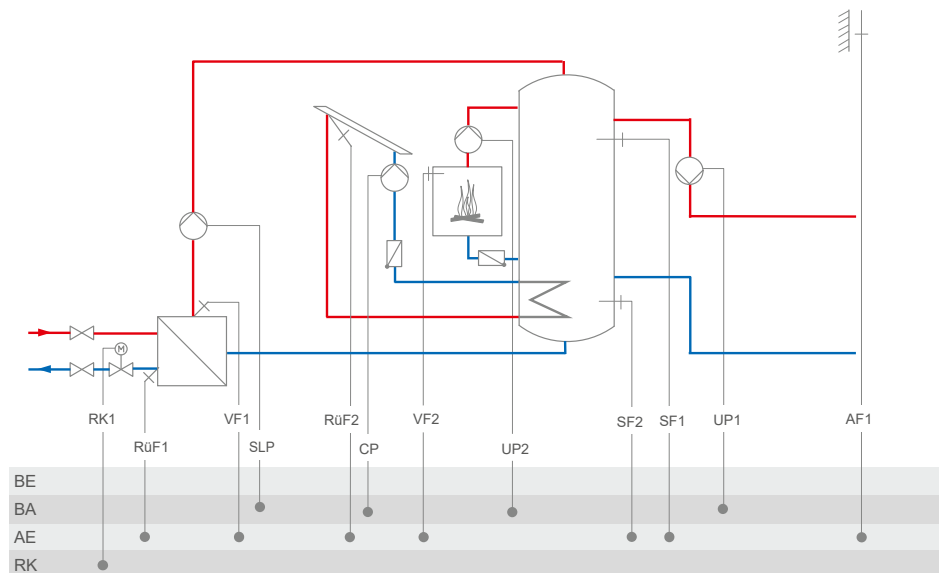 M
RK1
VF1
RüF2
VF2
SF2
SF1
UP1
AF1
RüF1
SLP
CP
UP2
BE
BA
AE
RK